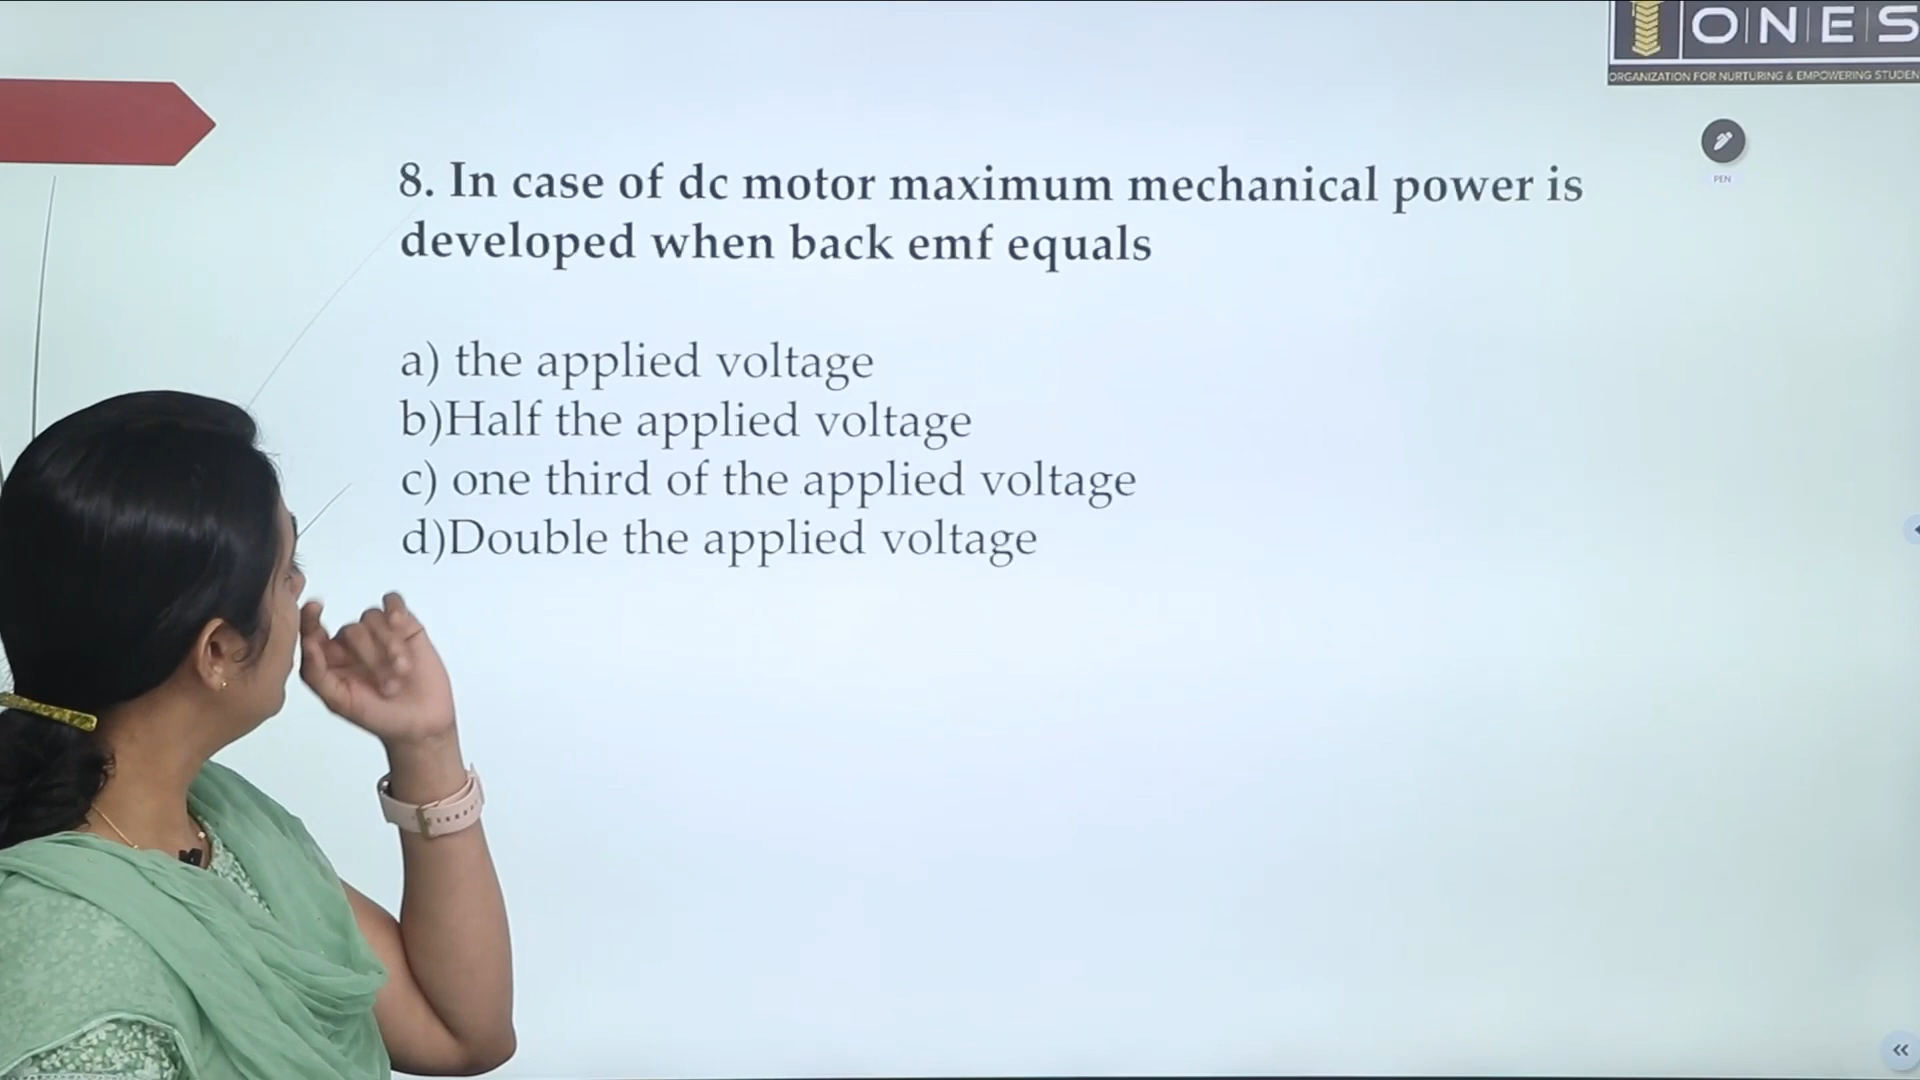 ONES
ORGANIZATION FOR NURTURING & EMPOWERING STUDEN
PEN
8. In case of dc motor maximum mechanical power is
developed when back emf equals
a) the applied voltage
b)Half the applied voltage
c) one third of the applied voltage
d)Double the applied voltage